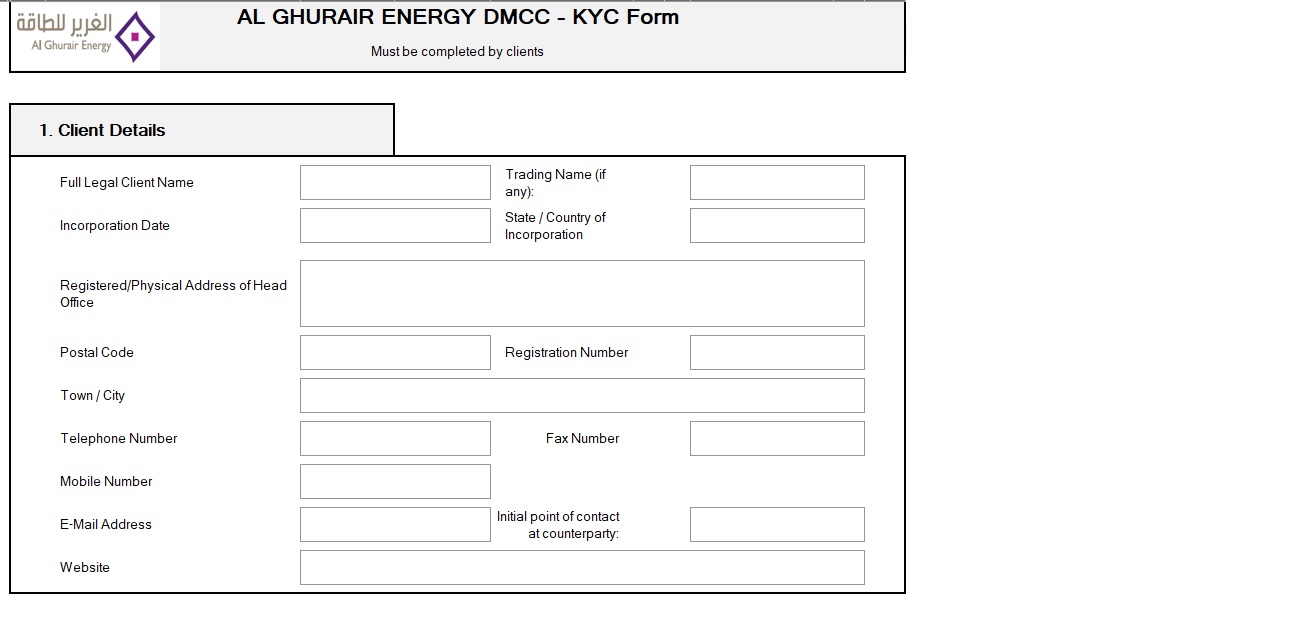 الغرير للطاقة
Al Ghurair Energy
AL GHURAIR ENERGY DMCC - KYC Form
Must be completed by clients
1. Client Details
Full Legal Client Name
Trading Name (if
any):
Incorporation Date
State / Country of
Incorporation
Registered/Physical Address of Head
Office
Postal Code
Registration Number
Town / City
Telephone Number
Fax Number
Mobile Number
E-Mail Address
Initial point of contact
at counterparty:
Website